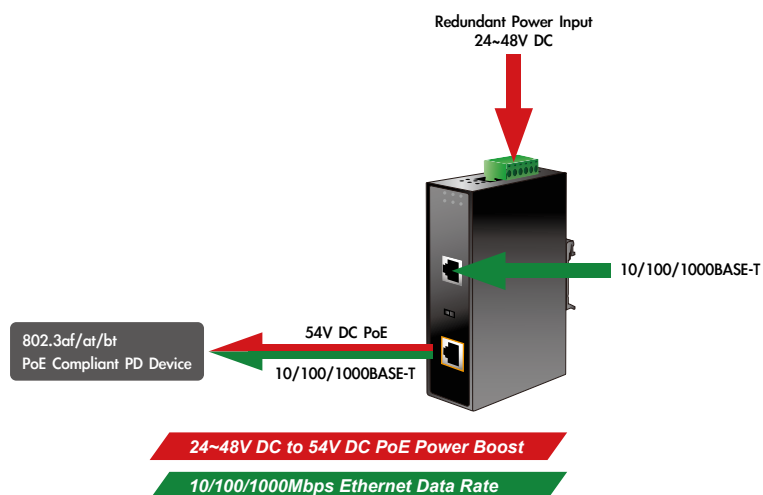 Redundant Power Input
24~48V DC
10/100/1000BASE-T
54V DC PoE
802.3af/at/bt
PoE Compliant PD Device
10/100/1000BASE-T
24~48V DC to 54V DC PoE Power Boost
10/100/1000Mbps Ethernet Data Rate